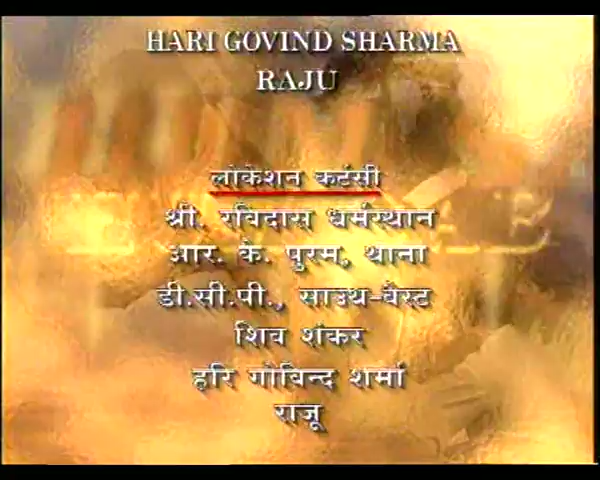 HARI GOVIND SHARMA
RAJU
लोकेशन कर्टसी
श्री. रविदास धर्मस्थान
आर. के. पुरम, थाना
डी.सी.पी., साउथ-वेस्ट
शिव शंकर
हरि गोविन्द शर्मा
राजू